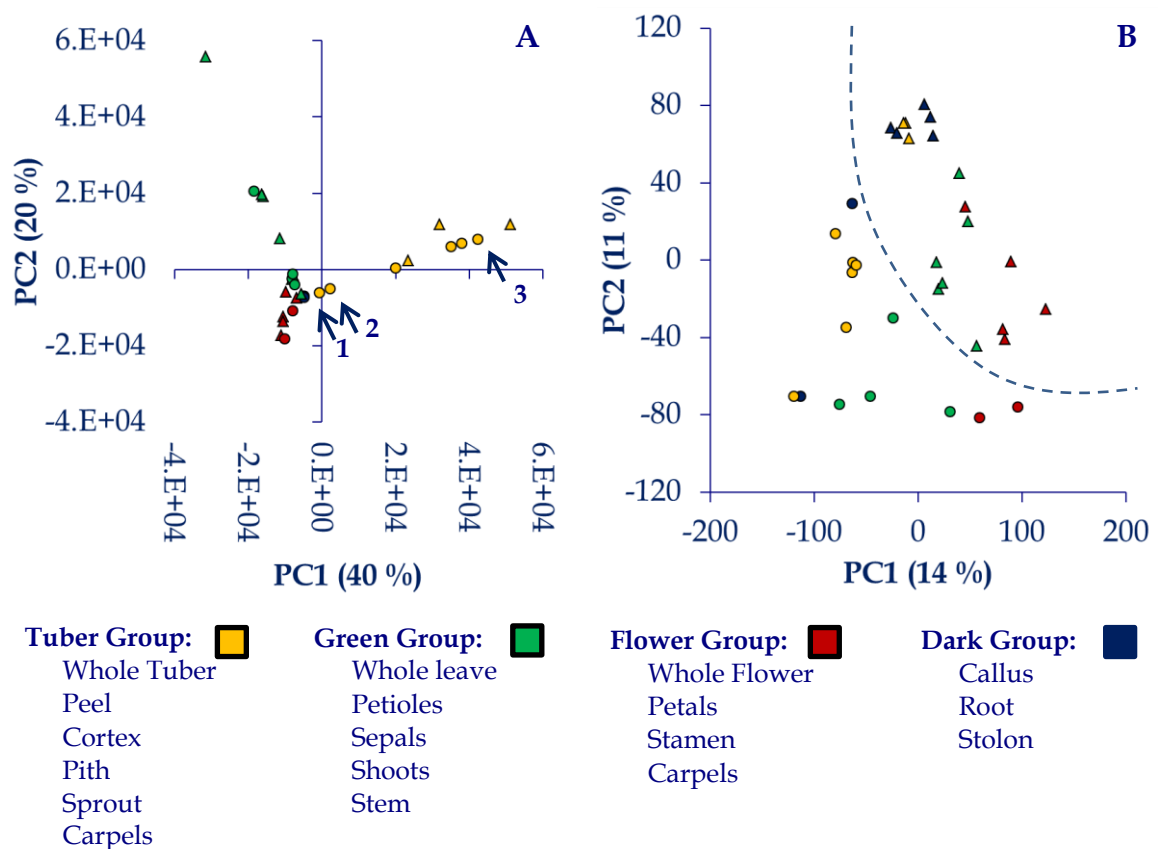 A
6.E+04
4.E+04
2.E+04
0.E+00
-2.E+04
-4.E+04
PC2 (20 %)
1
2
3
-4.E+04
-2.E+04
0.E+00
2.E+04
4.E+04
6.E+04
PC1 (40 %)
B
120
80
40
0
-40
-80
-120
PC2 (11 %)
-200
-100
0
100
200
PC1 (14 %)
Tuber Group:
Whole Tuber
Peel
Cortex
Pith
Sprout
Carpels
Green Group:
Whole leave
Petioles
Sepals
Shoots
Stem
Flower Group:
Whole Flower
Petals
Stamen
Carpels
Dark Group:
Callus
Root
Stolon